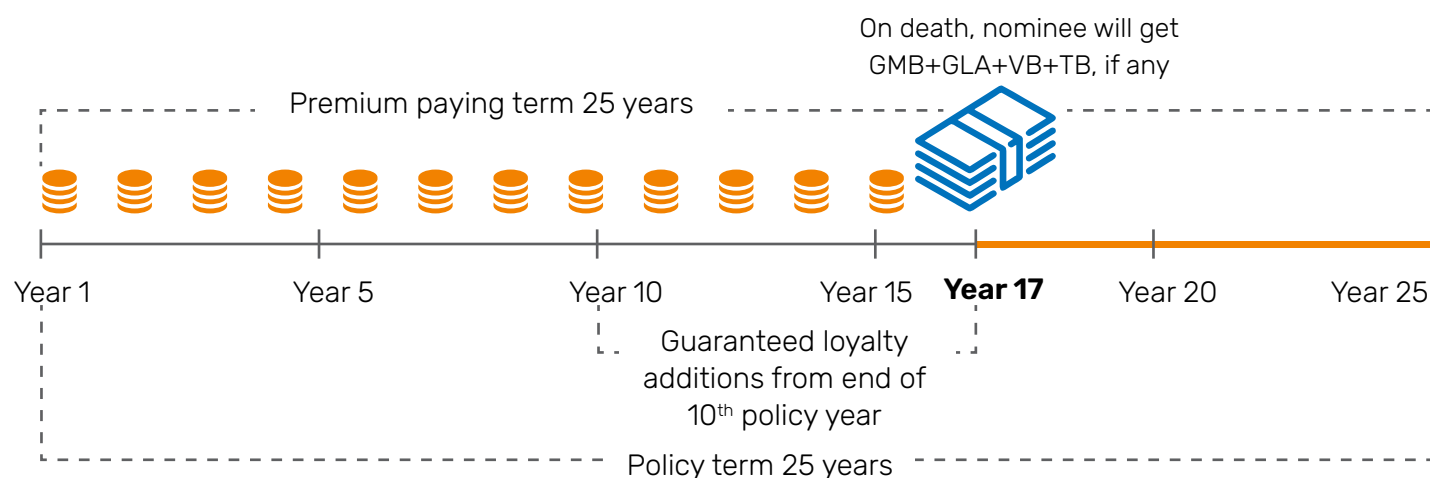 On death, nominee will get
GMB+GLA+VB+TB, if any
Premium paying term 25 years
Year 1
Year 5
Year 10
Year 15
Year 17
Year 20
Year 25
Guaranteed loyalty
additions from end of
10th policy year
Policy term 25 years